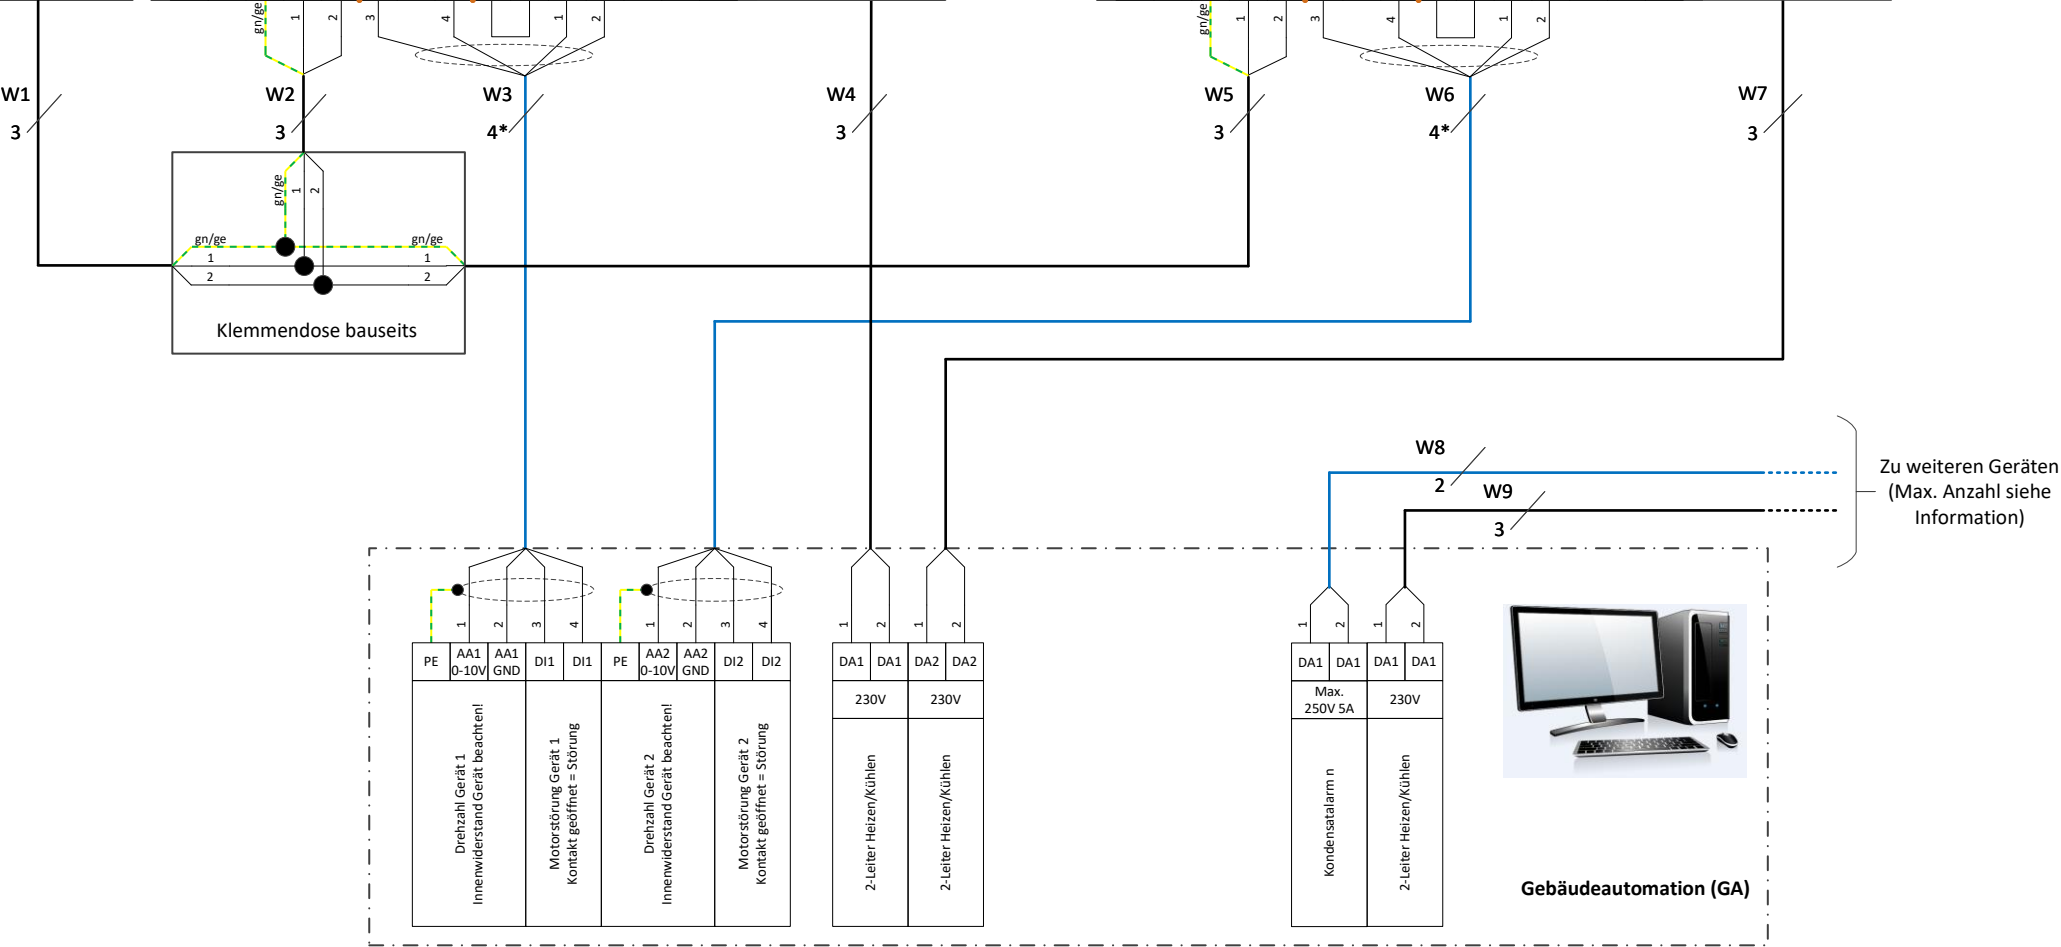 gn/ge
1
2
3
4
1
2
gn/ge
1
2
3
4
1
2
W1
3
W2
3
W3
4*
W4
3
W5
3
W6
4*
W7
3
gn/ge
1
2
gn/ge
gn/ge
1
1
2
2
Klemmendose bauseits
W8
2
W9
3
Zu weiteren Geräten
(Max. Anzahl siehe
Information)
1
2
3
4
1
2
3
4
1
2
1
2
1
2
1
2
PE
AA1
0-10V
AA1
GND
DI1
DI1
PE
AA2
0-10V
AA2
GND
DI2
DI2
DA1
DA1
DA2
DA2
DA1
DA1
DA1
DA1
230V
230V
Max.
250V 5A
230V
Drehzahl Gerät 1
Innenwiderstand Gerät beachten!
Motorstörung Gerät 1
Kontakt geöffnet = Störung
Drehzahl Gerät 2
Innenwiderstand Gerät beachten!
Motorstörung Gerät 2
Kontakt geöffnet = Störung
2-Leiter Heizen/Kühlen
2-Leiter Heizen/Kühlen
Kondensatalarm n
2-Leiter Heizen/Kühlen
Gebäudeautomation (GA)